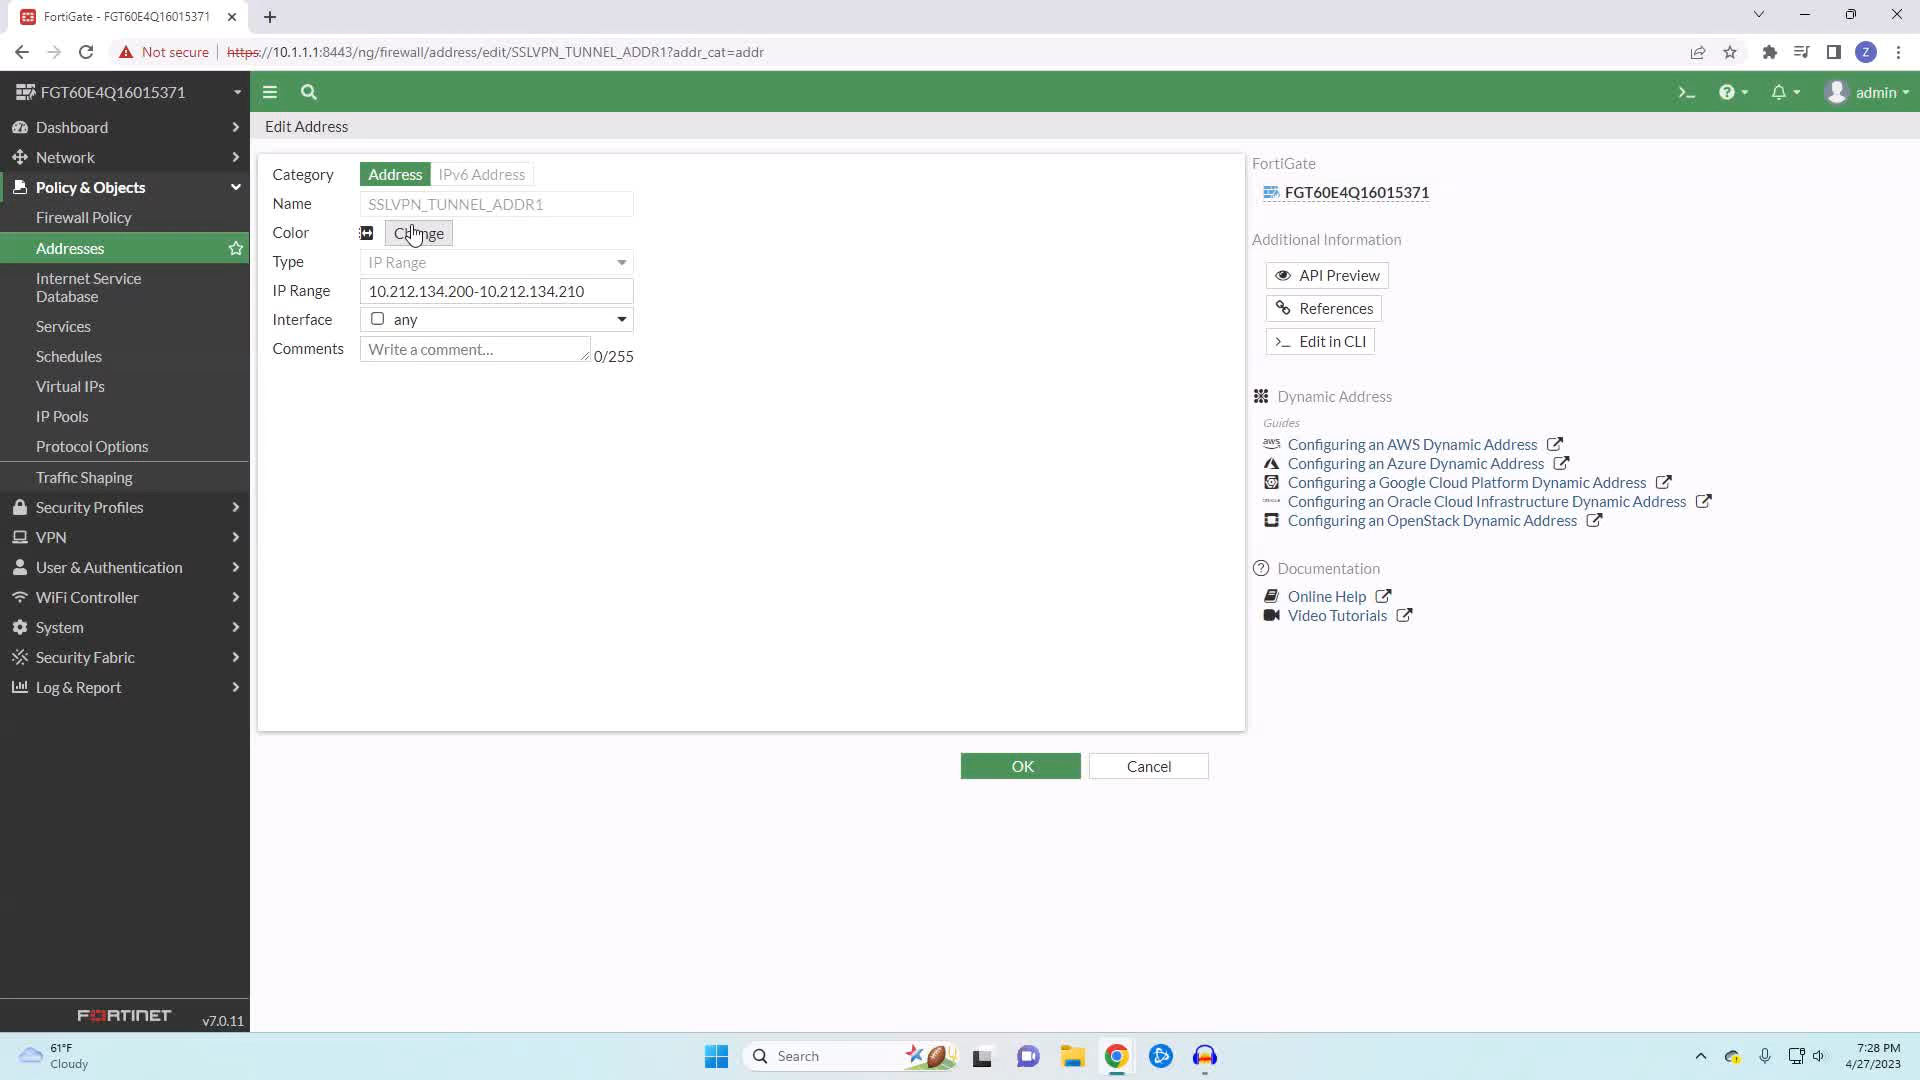 FortiGate - FGT60E4Q16015371
Not secure
https://10.1.1.1:8443/ng/firewall/address/edit/SSLVPN_TUNNEL_ADDR1?addr_cat=addr
Z
FGT60E4Q16015371
admin
Dashboard
Network
Policy & Objects
Firewall Policy
Addresses
Internet Service
Database
Services
Schedules
Virtual IPs
IP Pools
Protocol Options
Traffic Shaping
Security Profiles
VPN
User & Authentication
WiFi Controller
System
Security Fabric
Log & Report
FORTINET
v7.0.11
Edit Address
Category
Address
IPv6 Address
Name
SSLVPN_TUNNEL_ADDR1
Color
Change
Type
IP Range
IP Range
10.212.134.200-10.212.134.210
Interface
any
Comments
Write a comment...
0/255
OK
Cancel
FortiGate
FGT60E4Q16015371
Additional Information
API Preview
References
>_ Edit in CLI
Dynamic Address
Guides
aws Configuring an AWS Dynamic Address
Configuring an Azure Dynamic Address
Configuring a Google Cloud Platform Dynamic Address
Configuring an Oracle Cloud Infrastructure Dynamic Address
Configuring an OpenStack Dynamic Address
Documentation
Online Help
Video Tutorials
61°F
Cloudy
Search
7:28 PM
4/27/2023